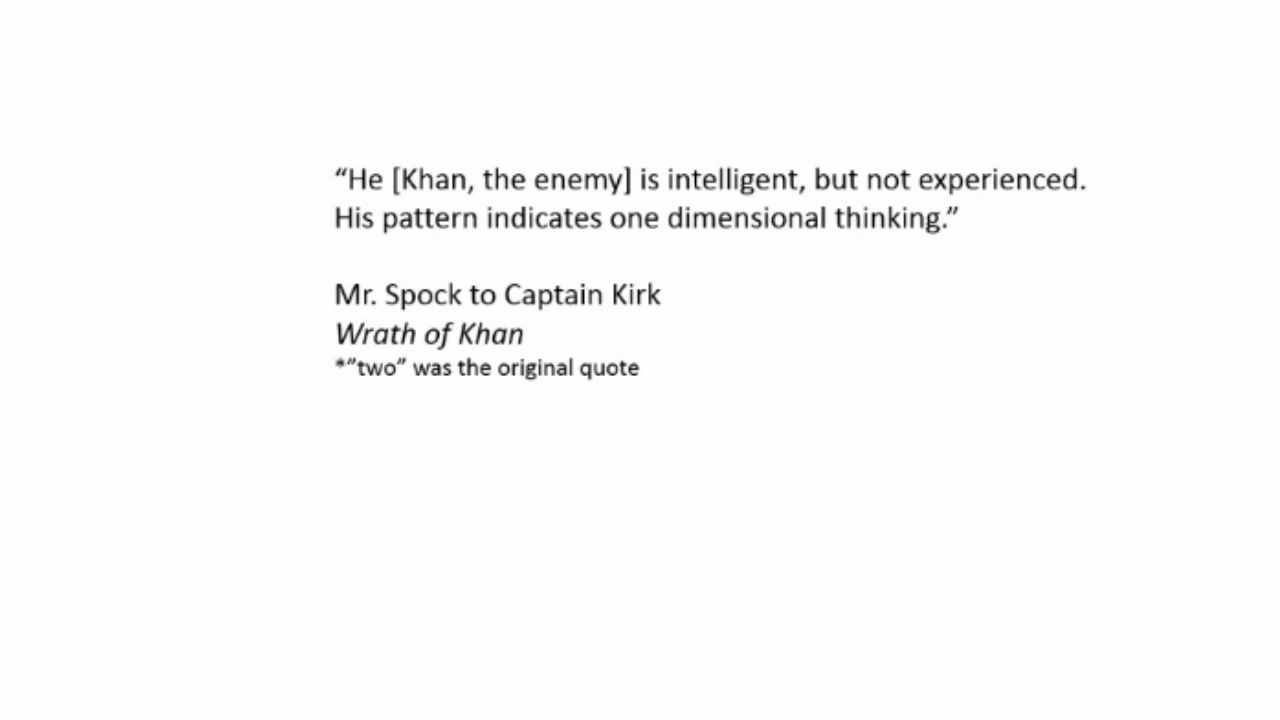 “He [Khan, the enemy] is intelligent, but not experienced.
His pattern indicates one dimensional thinking.”
Mr. Spock to Captain Kirk
Wrath of Khan
*”two” was the original quote